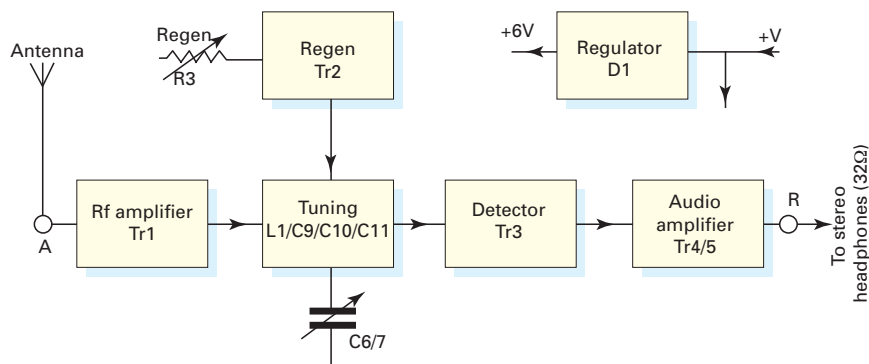 Antenna
Regen
R3
Regen
Tr2
+6V
Regulator
D1
+V
A
Rf amplifier
Tr1
Tuning
L1/C9/C10/C11
Detector
Tr3
Audio
amplifier
Tr4/5
R
To stereo
headphones (32Ω)
C6/7